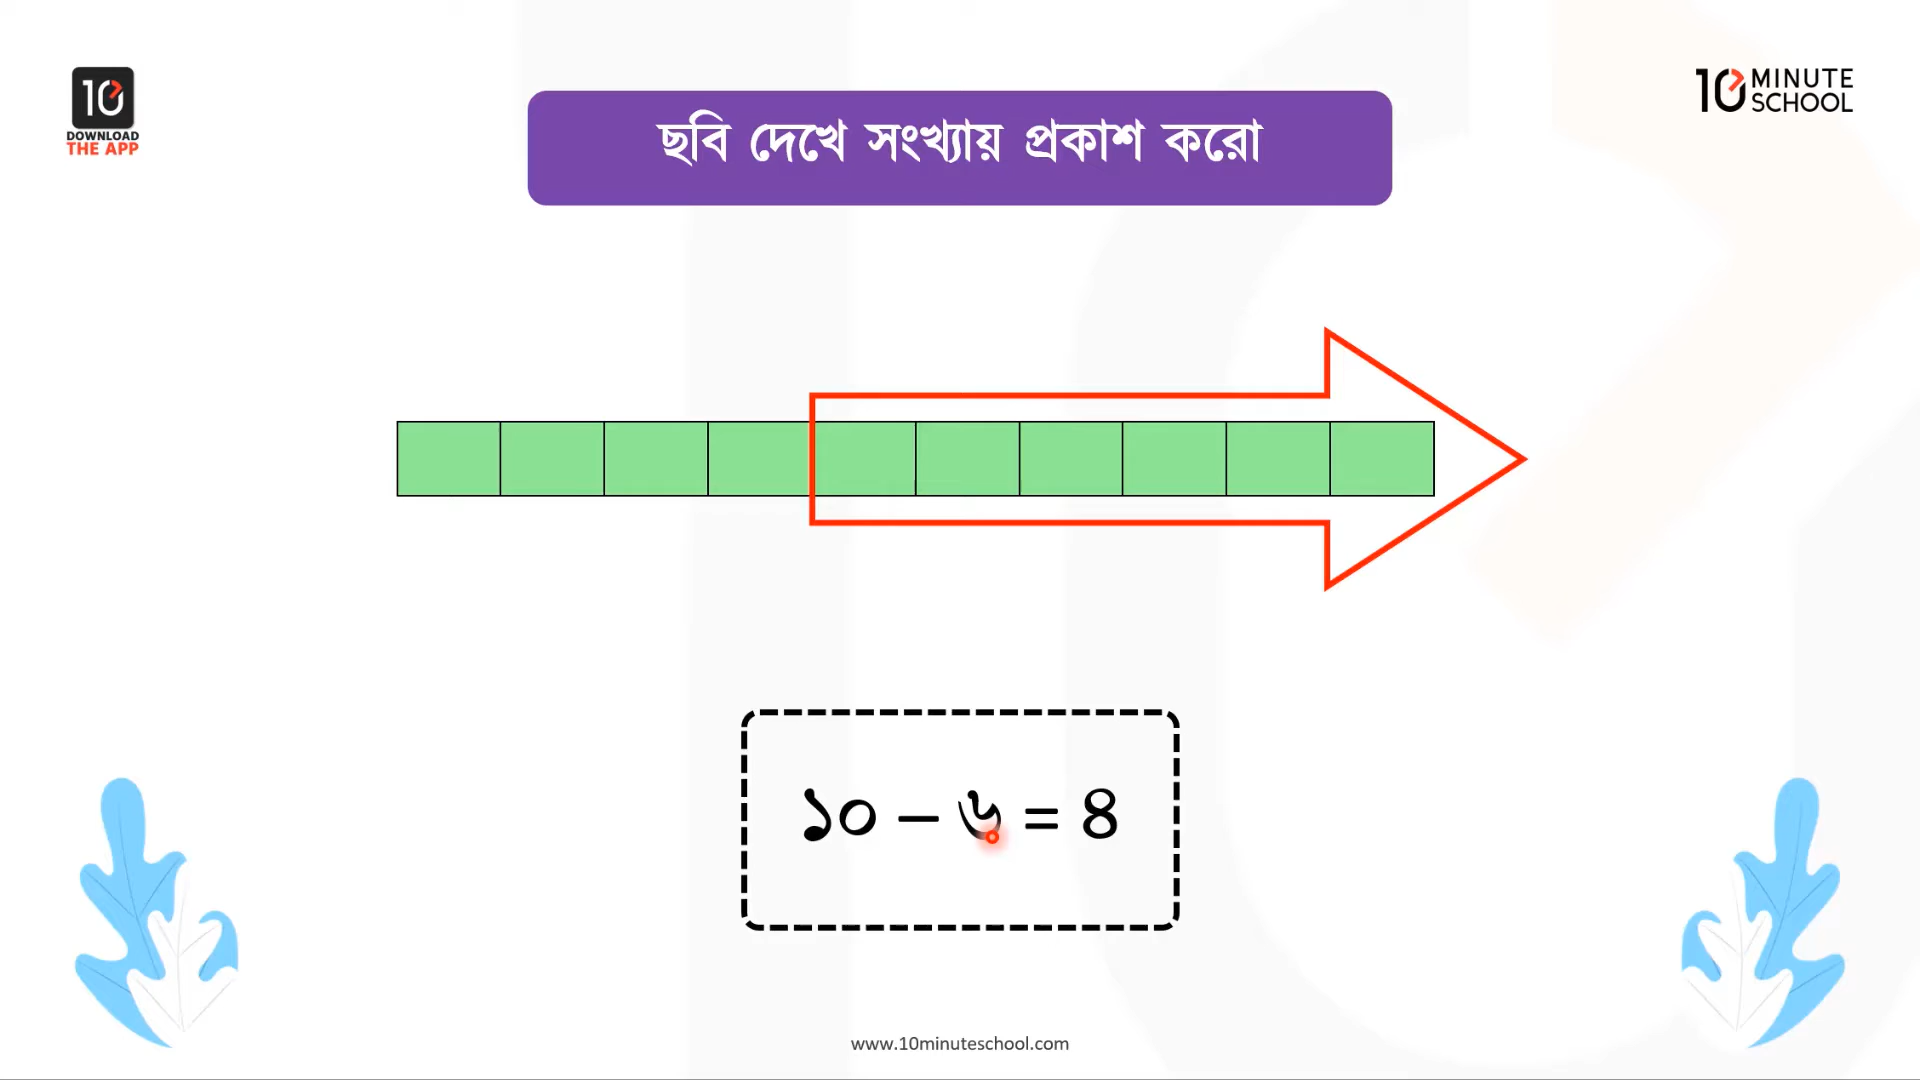 10
DOWNLOAD
THE APP
10 MINUTE
SCHOOL
ছবি দেখে সংখ্যায় প্রকাশ করো
১০ – ৬ = ৪
www.10minuteschool.com